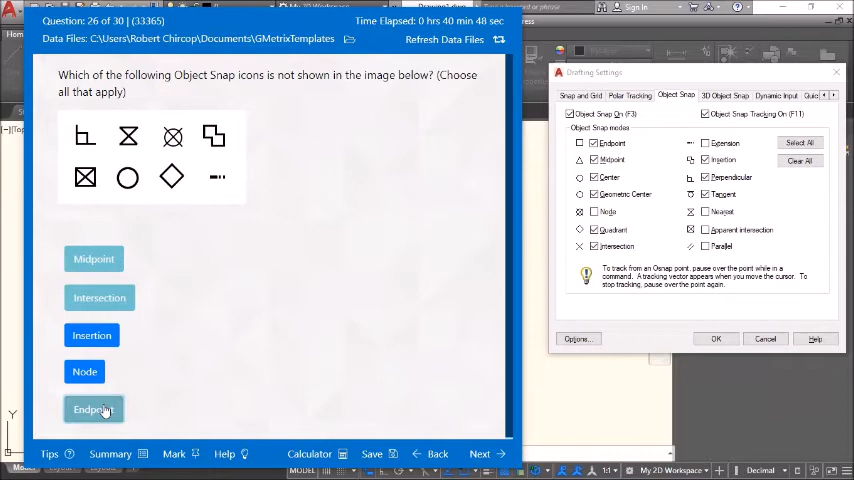 Question: 26 of 30 | (33365)
Time Elapsed: 0 hrs 40 min 48 sec
Data Files: C:\Users\Robert Chircop\Documents\GMetrixTemplates
Refresh Data Files
Which of the following Object Snap icons is not shown in the image below? (Choose
all that apply)
Midpoint
Intersection
Insertion
Node
Endpoint
Tips
Summary
Mark
Help
Calculator
Save
Back
Next
Sign In
Drafting Settings
Snap and Grid
Polar Tracking
Object Snap
3D Object Snap
Dynamic Input
Quic
Object Snap On (F3)
Object Snap Tracking On (F11)
Object Snap modes
Endpoint
Extension
Select All
Midpoint
Insertion
Clear All
Center
Perpendicular
Geometric Center
Tangent
Node
Nearest
Quadrant
Apparent intersection
Intersection
Parallel
To track from an Osnap point, pause over the point while in a
command. A tracking vector appears when you move the cursor. To
stop tracking, pause over the point again.
Options...
OK
Cancel
Help
Y
MODEL
1:1
My 2D Workspace
Decimal